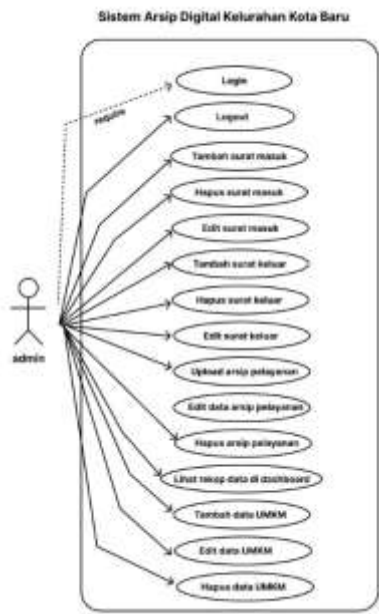 Sistem Arsip Digital Kelurahan Kota Baru
Login
require
Logout
Tambah surat masuk
Hapus surat masuk
Edit surat masuk
Tambah surat keluar
Hapus surat keluar
Edit surat keluar
admin
Upload arsip pelayanan
Edit data arsip pelayanan
Hapus arsip pelayanan
Lihat rekap data di dashboard
Tambah data UMKM
Edit data UMKM
Hapus data UMKM